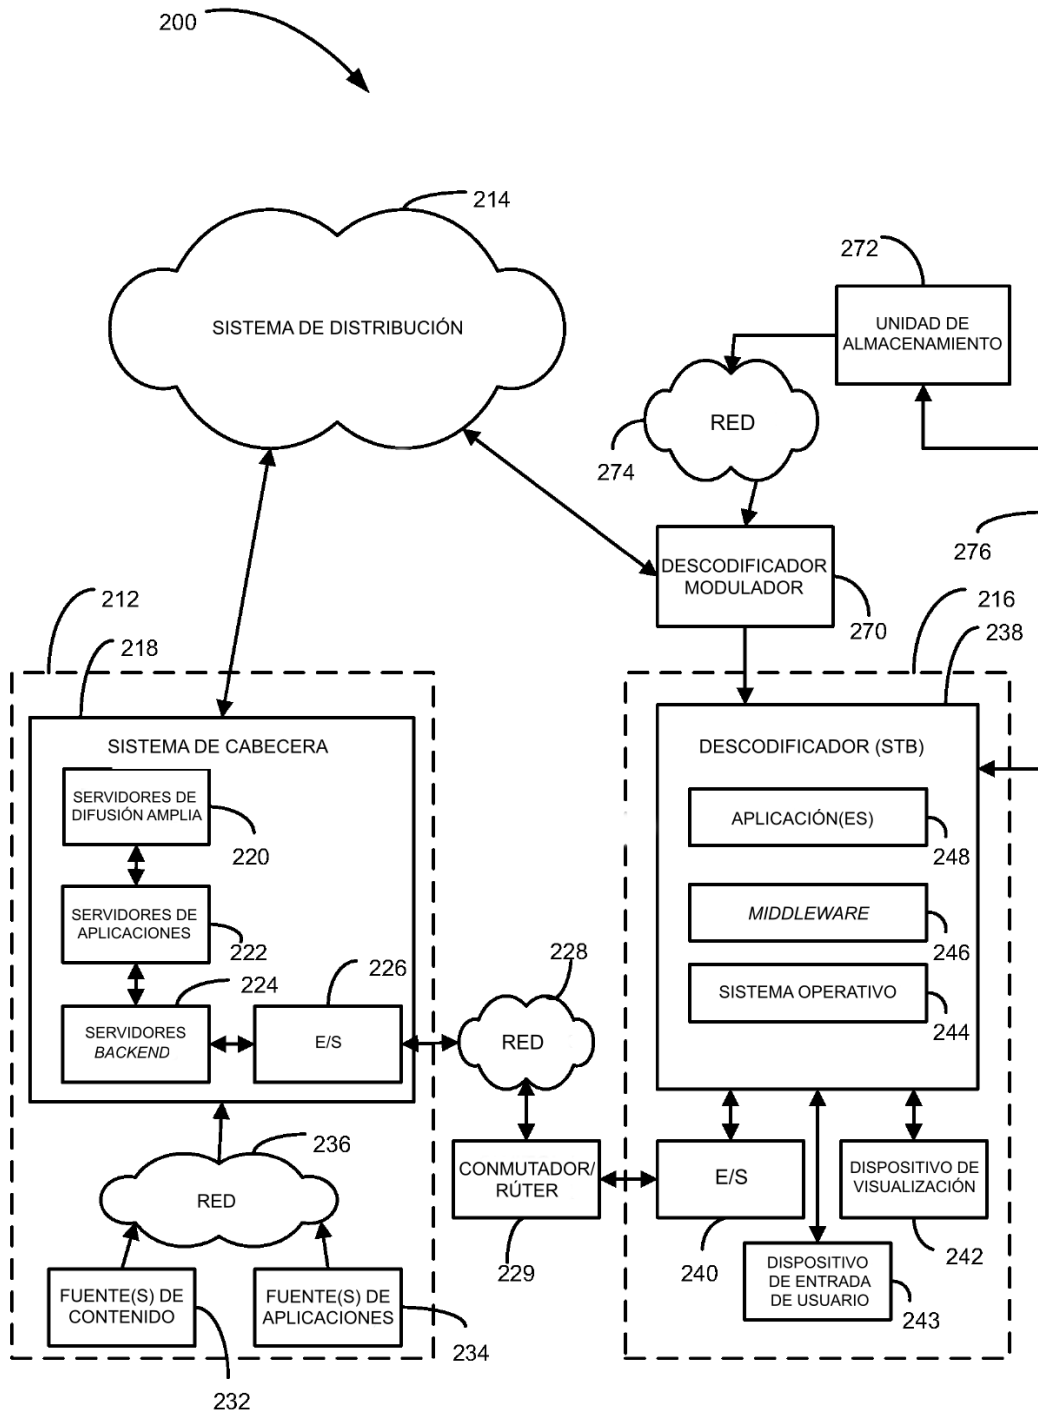 200
214
SISTEMA DE DISTRIBUCIÓN
272
UNIDAD DE
ALMACENAMIENTO
RED
274
276
DESCODIFICADOR
MODULADOR
270
212
218
216
238
SISTEMA DE CABECERA
SERVIDORES DE
DIFUSIÓN AMPLIA
220
SERVIDORES DE
APLICACIONES
222
224
226
SERVIDORES
BACKEND
E/S
228
RED
DESCODIFICADOR (STB)
APLICACIÓN(ES)
248
MIDDLEWARE
246
SISTEMA OPERATIVO
244
236
RED
CONMUTADOR/
RÚTER
229
E/S
240
DISPOSITIVO DE
VISUALIZACIÓN
242
DISPOSITIVO
DE ENTRADA
DE USUARIO
243
FUENTE(S) DE
CONTENIDO
232
FUENTE(S) DE
APLICACIONES
234